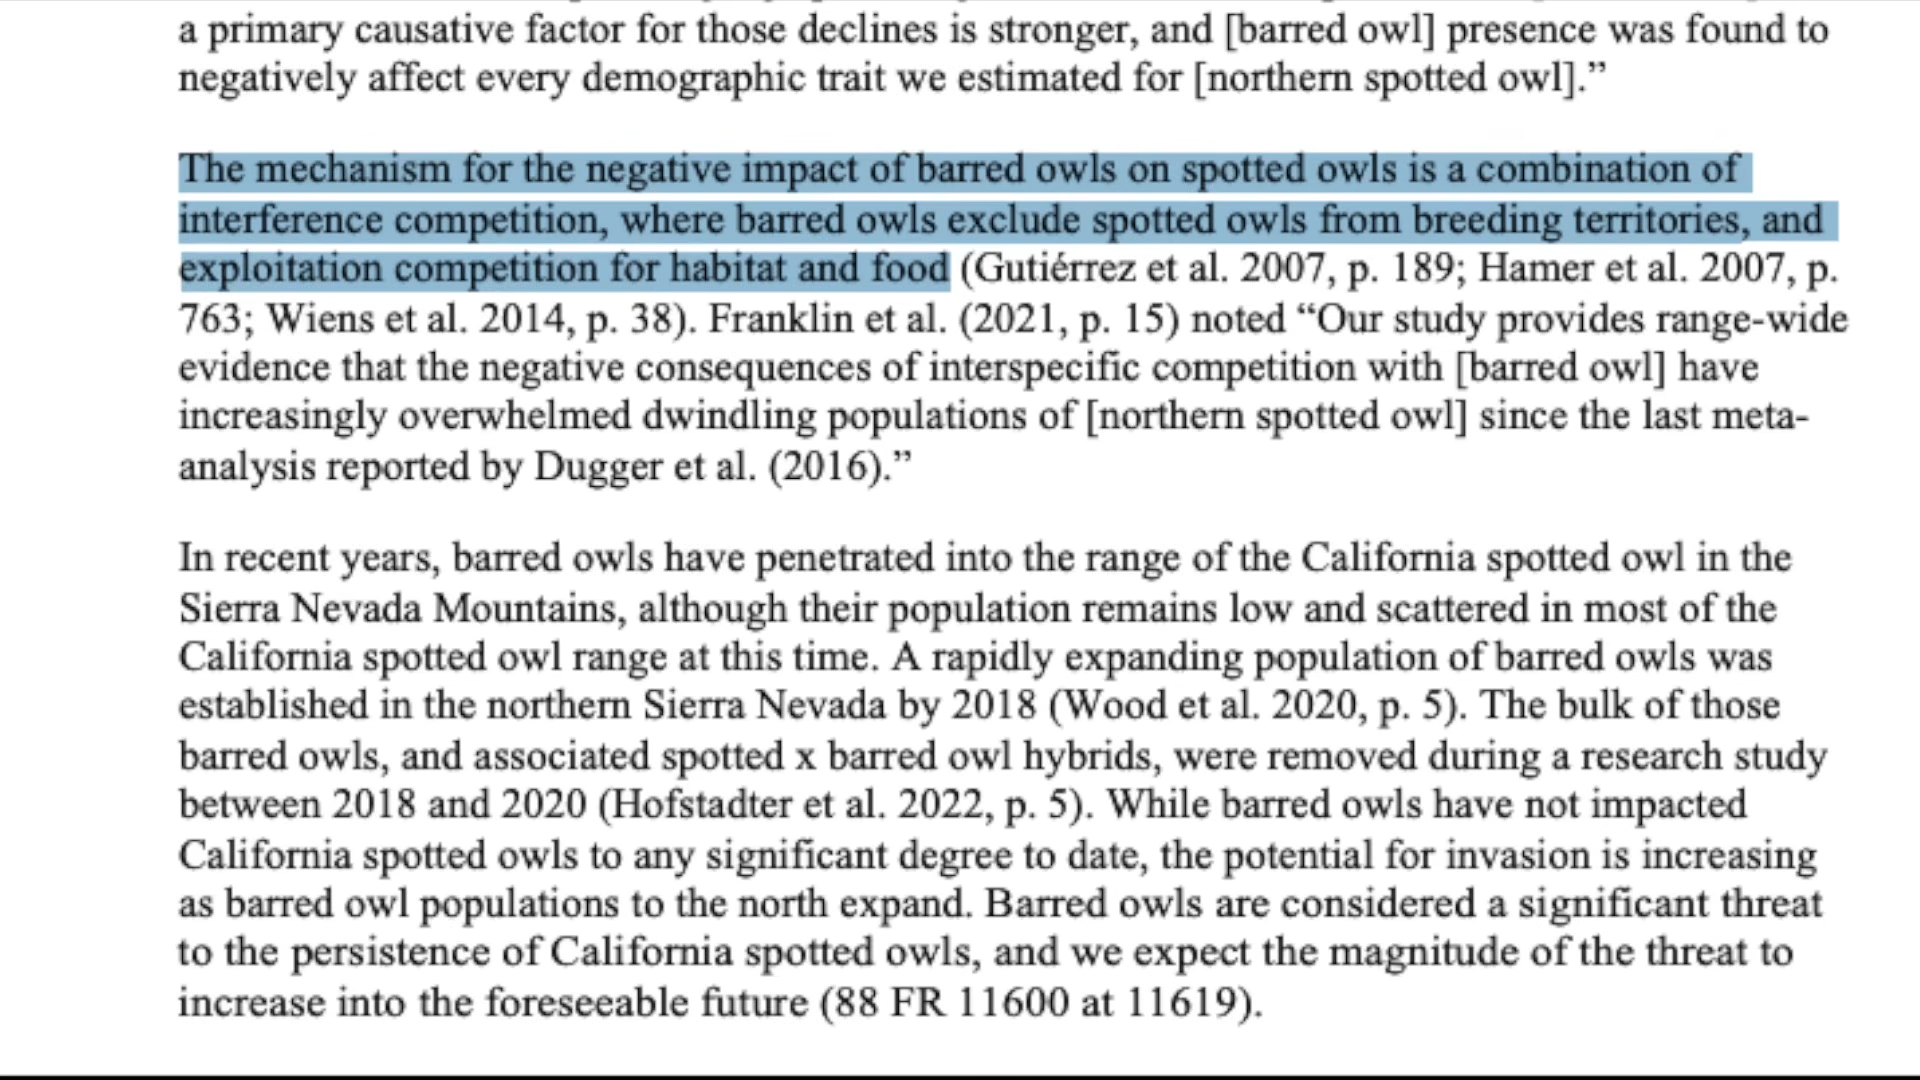 a primary causative factor for those declines is stronger, and [barred owl] presence was found to
negatively affect every demographic trait we estimated for [northern spotted owl].”
The mechanism for the negative impact of barred owls on spotted owls is a combination of
interference competition, where barred owls exclude spotted owls from breeding territories, and
exploitation competition for habitat and food (Gutiérrez et al. 2007, p. 189; Hamer et al. 2007, p.
763; Wiens et al. 2014, p. 38). Franklin et al. (2021, p. 15) noted “Our study provides range-wide
evidence that the negative consequences of interspecific competition with [barred owl] have
increasingly overwhelmed dwindling populations of [northern spotted owl] since the last meta-
analysis reported by Dugger et al. (2016).”
In recent years, barred owls have penetrated into the range of the California spotted owl in the
Sierra Nevada Mountains, although their population remains low and scattered in most of the
California spotted owl range at this time. A rapidly expanding population of barred owls was
established in the northern Sierra Nevada by 2018 (Wood et al. 2020, p. 5). The bulk of those
barred owls, and associated spotted x barred owl hybrids, were removed during a research study
between 2018 and 2020 (Hofstadter et al. 2022, p. 5). While barred owls have not impacted
California spotted owls to any significant degree to date, the potential for invasion is increasing
as barred owl populations to the north expand. Barred owls are considered a significant threat
to the persistence of California spotted owls, and we expect the magnitude of the threat to
increase into the foreseeable future (88 FR 11600 at 11619).